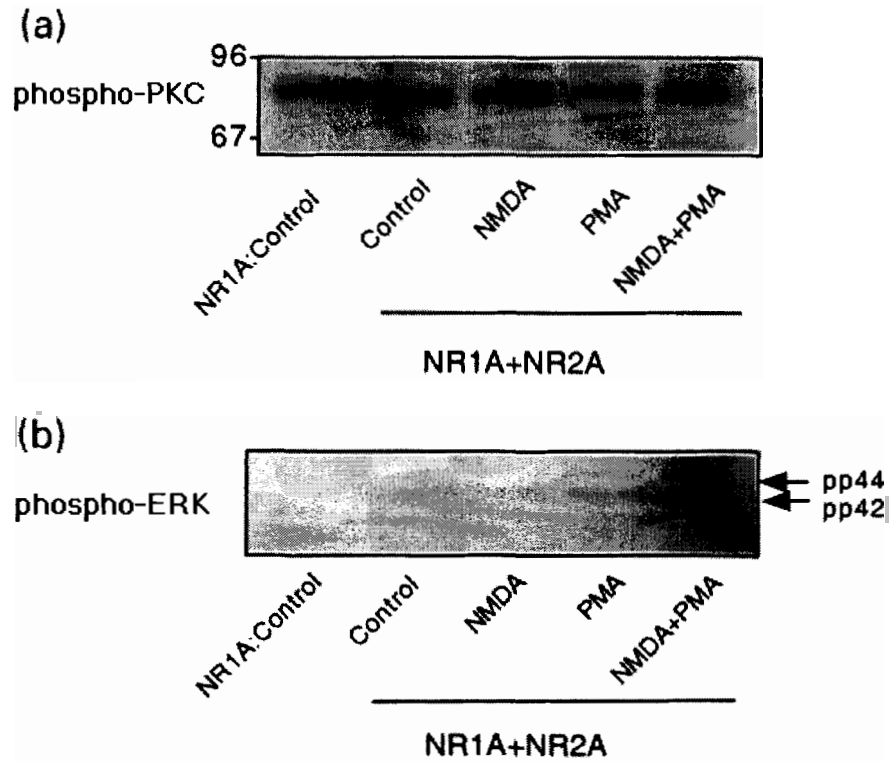 (a)
96
phospho-PKC
67
NR1A:Control
Control
NMDA
PMA
NMDA+PMA
NR1A+NR2A
(b)
phospho-ERK
pp44
pp42
NR1A:Control
Control
NMDA
PMA
NMDA+PMA
NR1A+NR2A